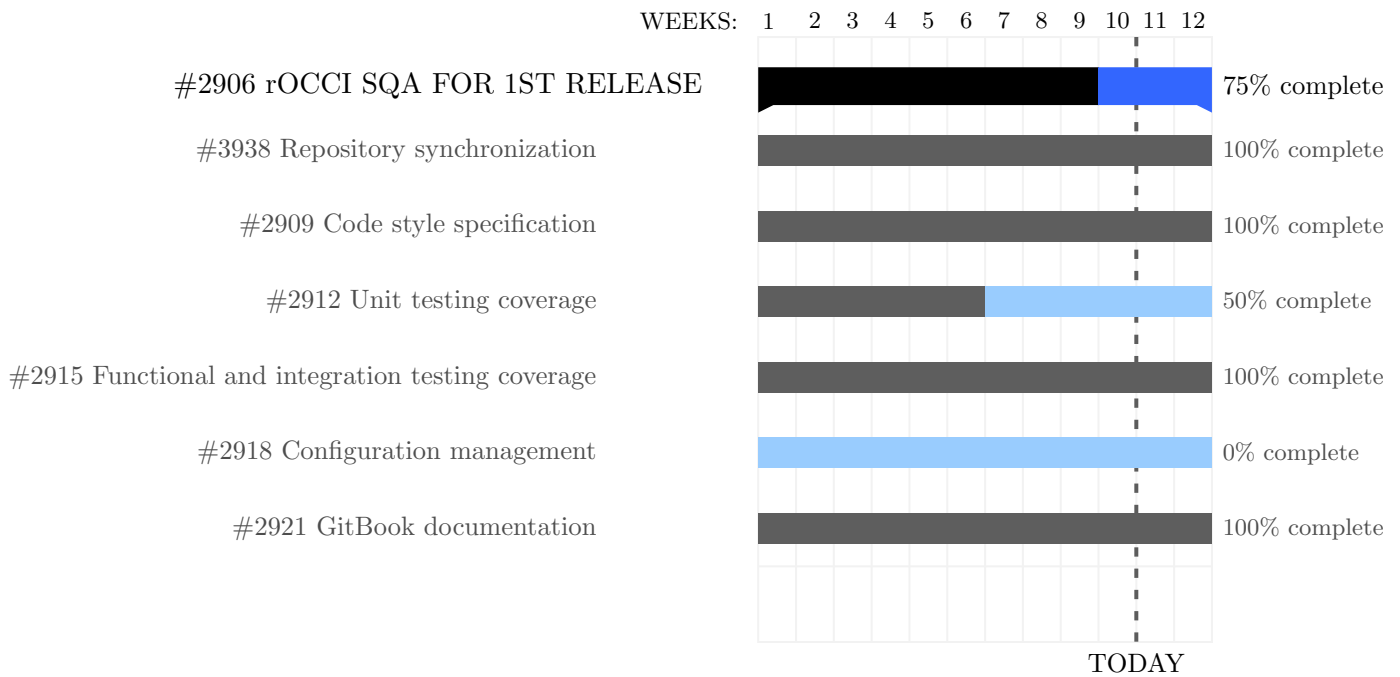 WEEKS: 1 2 3 4 5 6 7 8 9 10 11 12
#2906 rOCCI SQA FOR 1ST RELEASE 75% complete
#3938 Repository synchronization 100% complete
#2909 Code style specification 100% complete
#2912 Unit testing coverage 50% complete
#2915 Functional and integration testing coverage 100% complete
#2918 Configuration management 0% complete
#2921 GitBook documentation 100% complete
TODAY